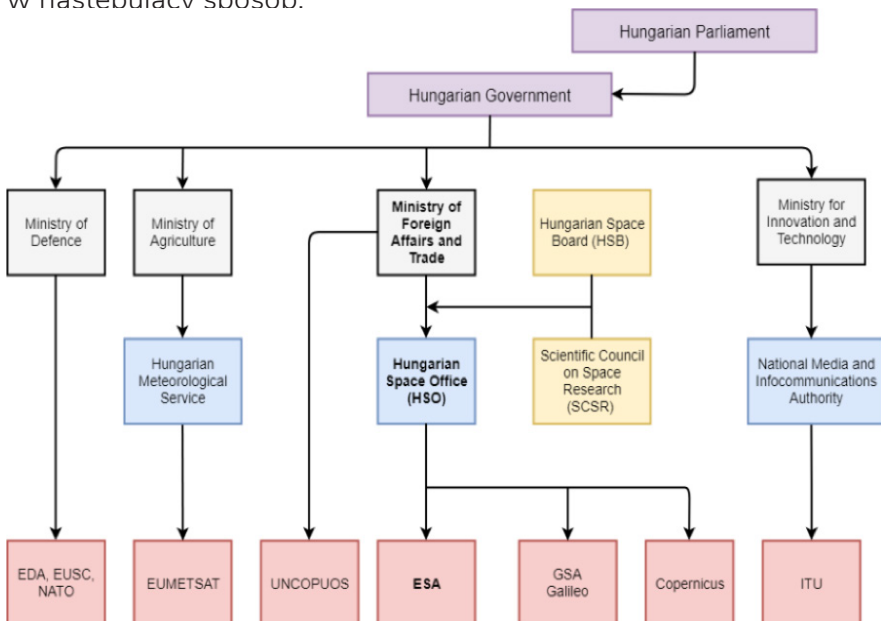 w następujący sposób:
Hungarian Parliament
Hungarian Government
Ministry of
Defence
Ministry of
Agriculture
Ministry of
Foreign
Affairs and
Trade
Hungarian Space
Board (HSB)
Ministry for
Innovation and
Technology
Hungarian
Meteorological
Service
Hungarian
Space Office
(HSO)
Scientific Council
on Space
Research
(SCSR)
National Media and
Infocommunications
Authority
EDA, EUSC,
NATO
EUMETSAT
UNCOPUOS
ESA
GSA
Galileo
Copernicus
ITU